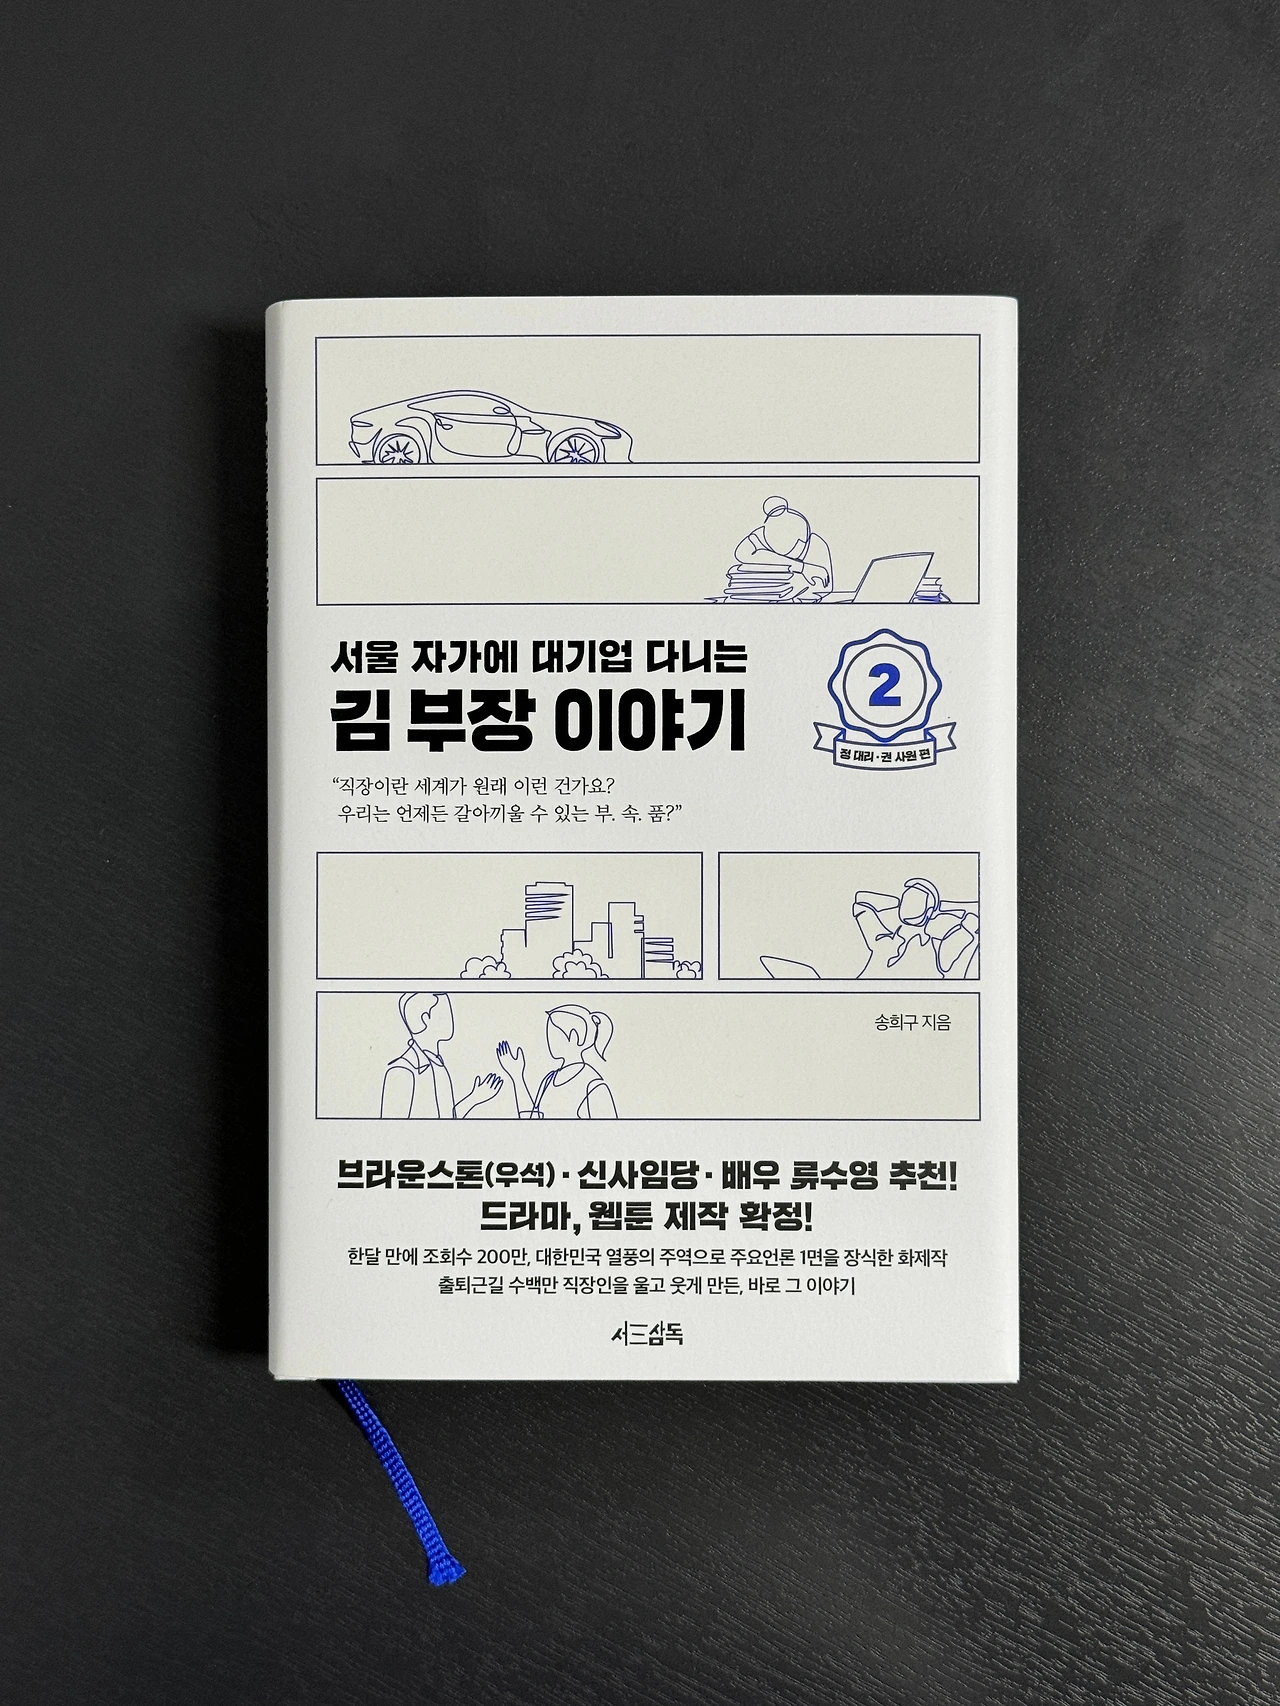 서울 자가에 대기업 다니는
김 부장 이야기
2
정 대리·권 사원 편
“직장이란 세계가 원래 이런 건가요?
우리는 언제든 갈아끼울 수 있는 부. 속. 품?”
송희구 지음
브라운스톤(우석)·신사임당·배우 류수영 추천!
드라마, 웹툰 제작 확정!
한달 만에 조회수 200만, 대한민국 열풍의 주역으로 주요언론 1면을 장식한 화제작
출퇴근길 수백만 직장인을 울고 웃게 만든, 바로 그 이야기
서삼독